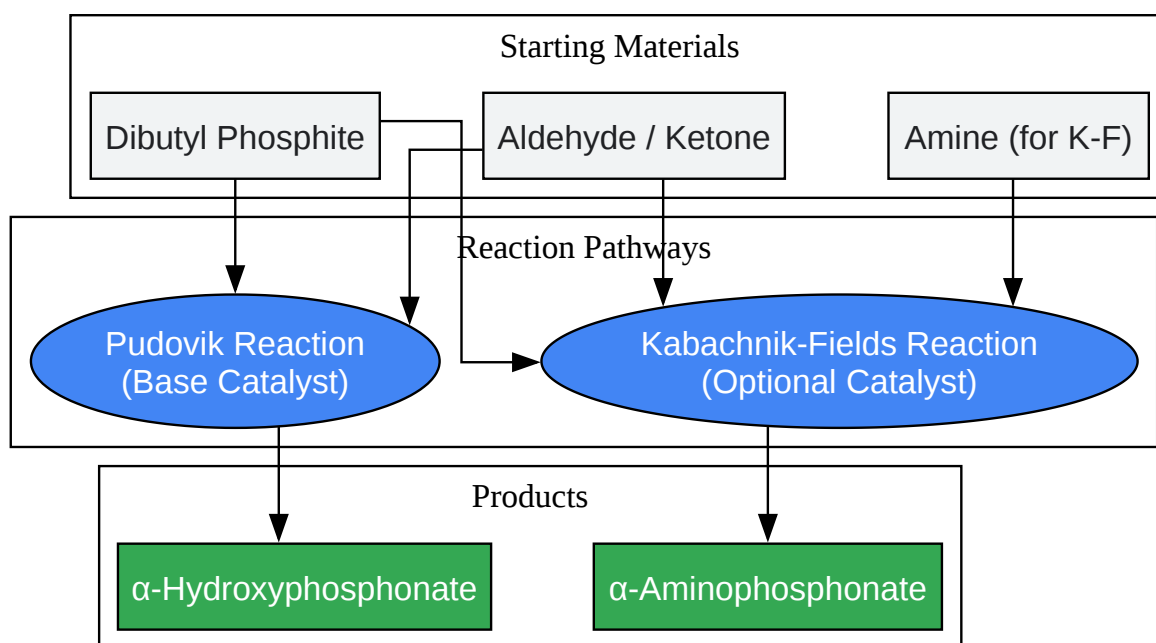 Starting Materials
Dibutyl Phosphite
Aldehyde / Ketone
Amine (for K-F)
Reaction Pathways
Pudovik Reaction
(Base Catalyst)
Kabachnik-Fields Reaction
(Optional Catalyst)
Products
α-Hydroxyphosphonate
α-Aminophosphonate